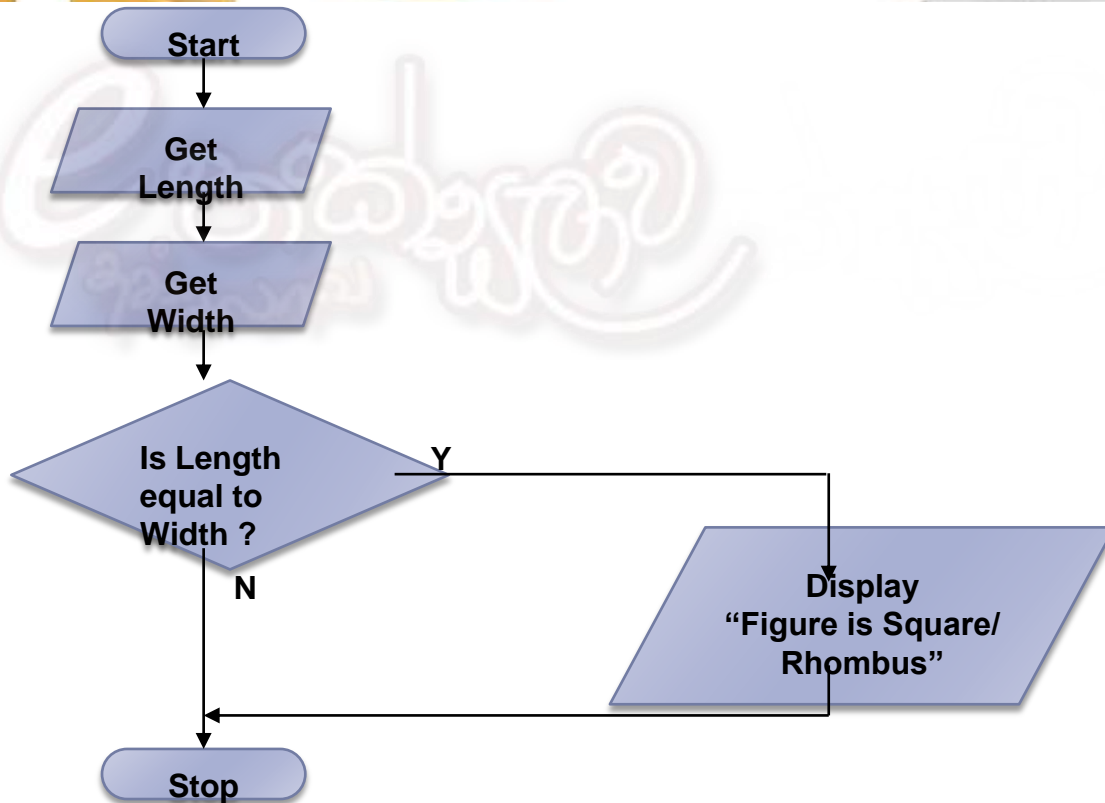 Start
Get
Length
Get
Width
Is Length
equal to
Width ?
Y
N
Display
“Figure is Square/
Rhombus”
Stop